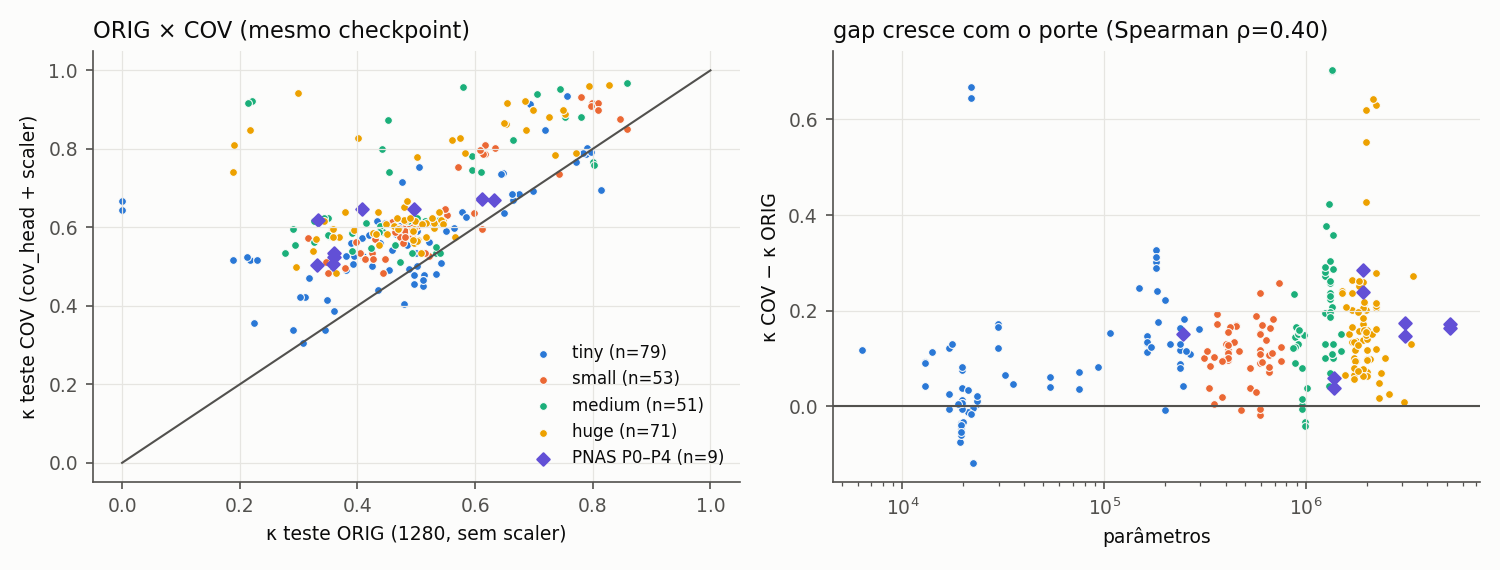 ORIG × COV (mesmo checkpoint)
κ teste COV (cov_head + scaler)
1.0
0.8
0.6
0.4
0.2
0.0
0.0 0.2 0.4 0.6 0.8 1.0
κ teste ORIG (1280, sem scaler)
tiny (n=79)
small (n=53)
medium (n=51)
huge (n=71)
PNAS P0–P4 (n=9)
gap cresce com o porte (Spearman ρ=0.40)
κ COV − κ ORIG
0.6
0.4
0.2
0.0
10⁴ 10⁵ 10⁶
parâmetros